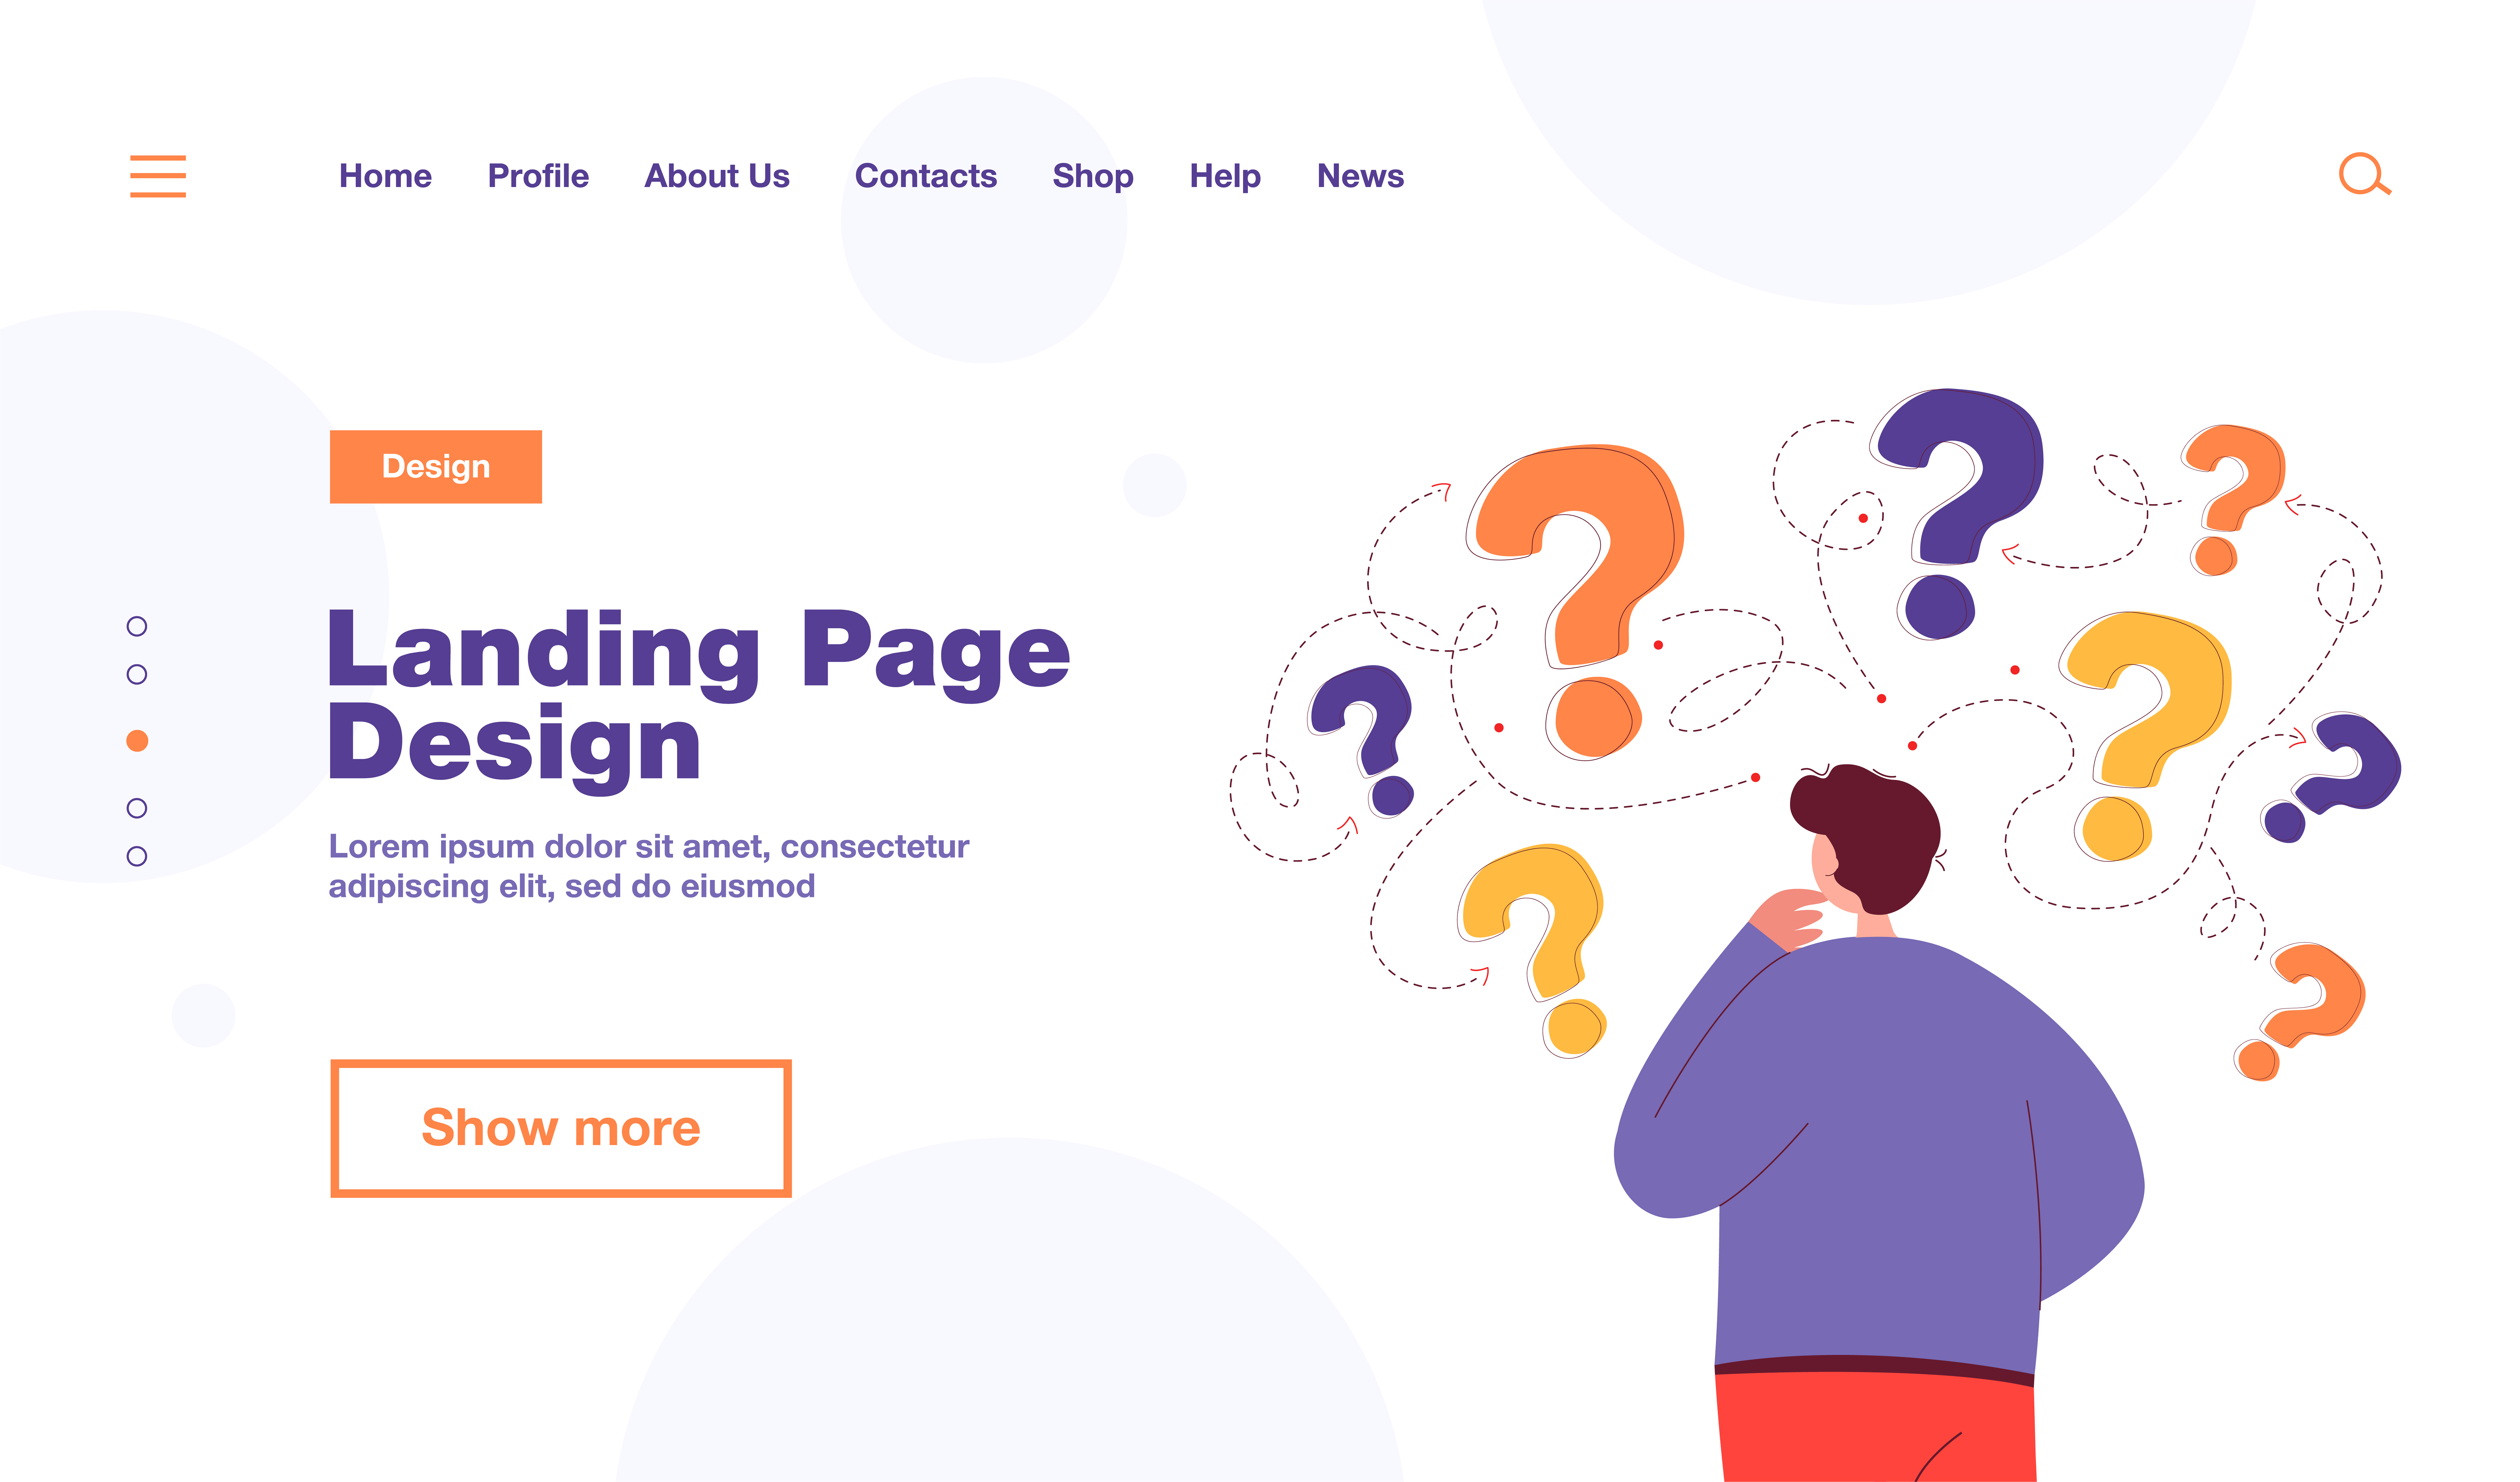 Home Profile About Us Contacts Shop Help News
Design
Landing Page
Design
Lorem ipsum dolor sit amet, consectetur
adipiscing elit, sed do eiusmod
Show more
? ? ? ? ? ? ? ?